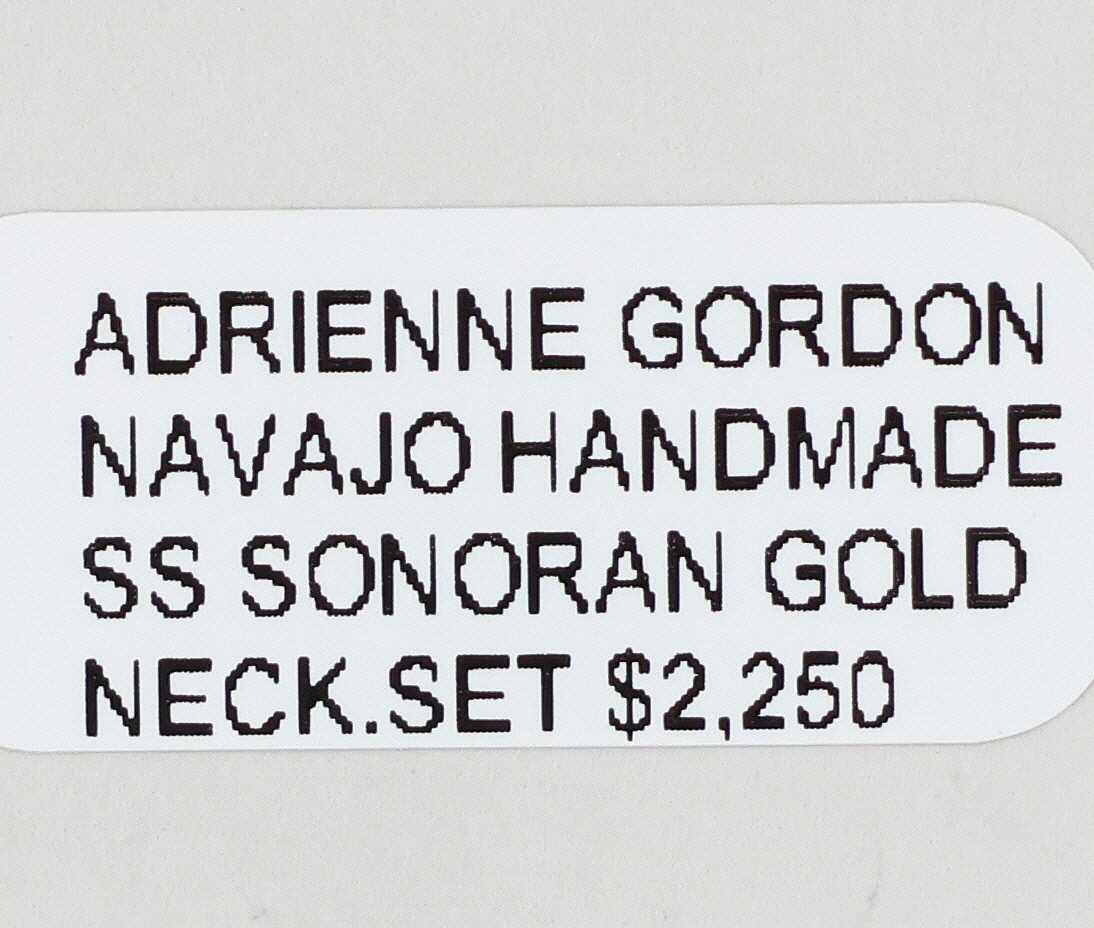 ADRIENNE GORDON
NAVAJO HANDMADE
SS SONORAN GOLD
NECK.SET $2,250